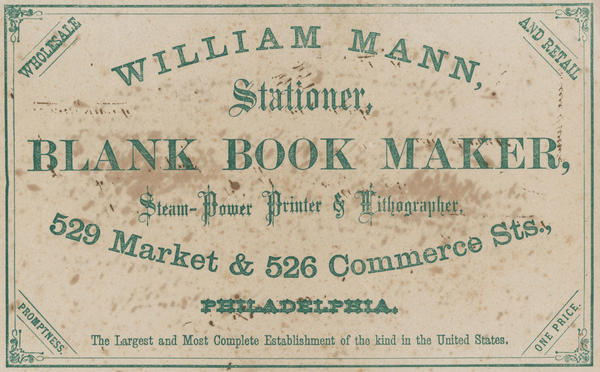 WHOLESALE
AND RETAIL
WILLIAM MANN,
Stationer,
BLANK BOOK MAKER,
Steam-Power Printer & Lithographer,
529 Market & 526 Commerce Sts.,
PHILADELPHIA.
PROMPTNESS.
ONE PRICE.
The Largest and Most Complete Establishment of the kind in the United States.